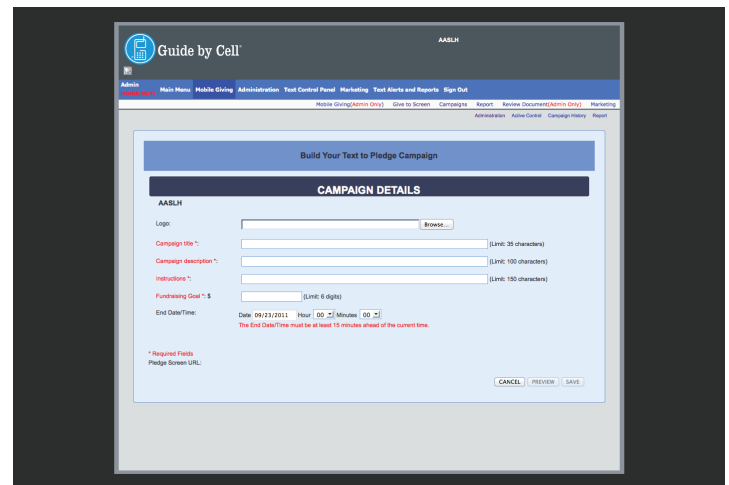 Guide by Cell
AASLH
Admin
Main Menu Mobile Giving Administration Text Control Panel Marketing Text Alerts and Reports Sign Out
Mobile Giving(Admin Only) Give to Screen Campaigns Report Review Document(Admin Only) Marketing
Administration Active Control Campaign History Report
Build Your Text to Pledge Campaign
CAMPAIGN DETAILS
AASLH
Logo: Browse...
Campaign title *: (Limit: 35 characters)
Campaign description *: (Limit: 100 characters)
Instructions *: (Limit: 150 characters)
Fundraising Goal *: $ (Limit: 6 digits)
End Date/Time: Date 09/23/2011 Hour 00 Minutes 00
The End Date/Time must be at least 15 minutes ahead of the current time.
* Required Fields
Pledge Screen URL:
CANCEL PREVIEW SAVE